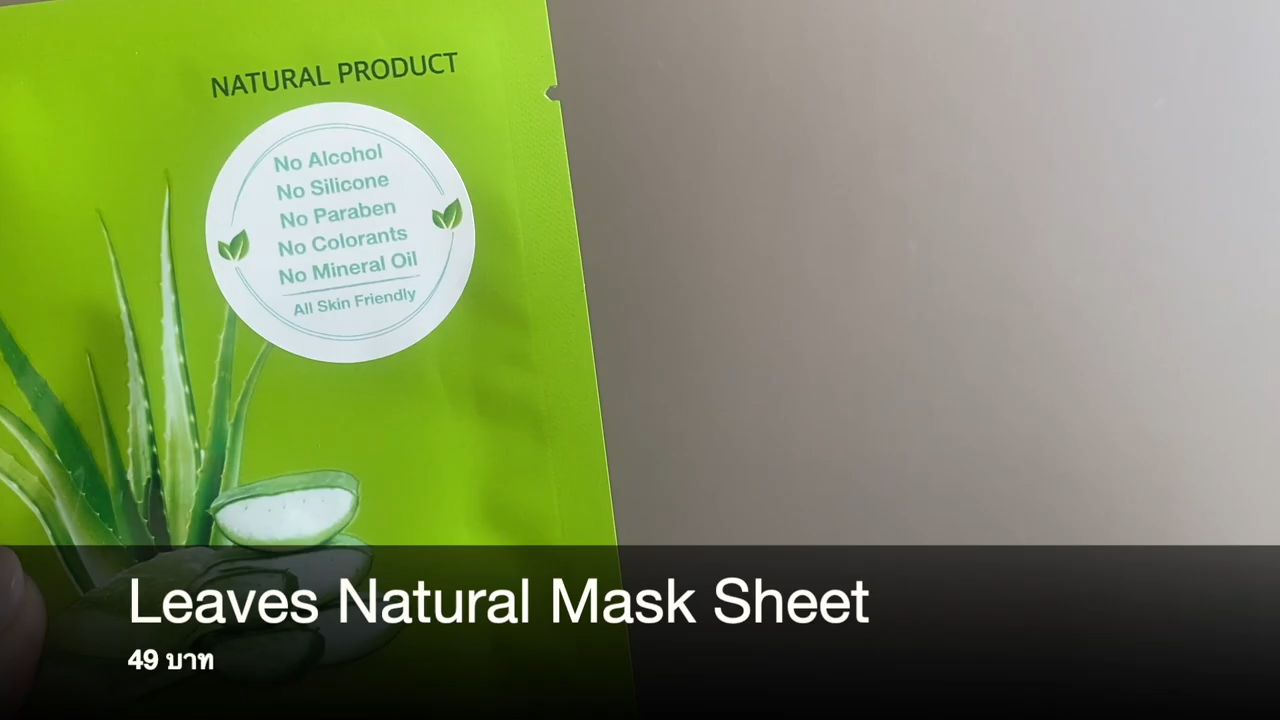 NATURAL PRODUCT
No Alcohol
No Silicone
No Paraben
No Colorants
No Mineral Oil
All Skin Friendly
Leaves Natural Mask Sheet
49 บาท